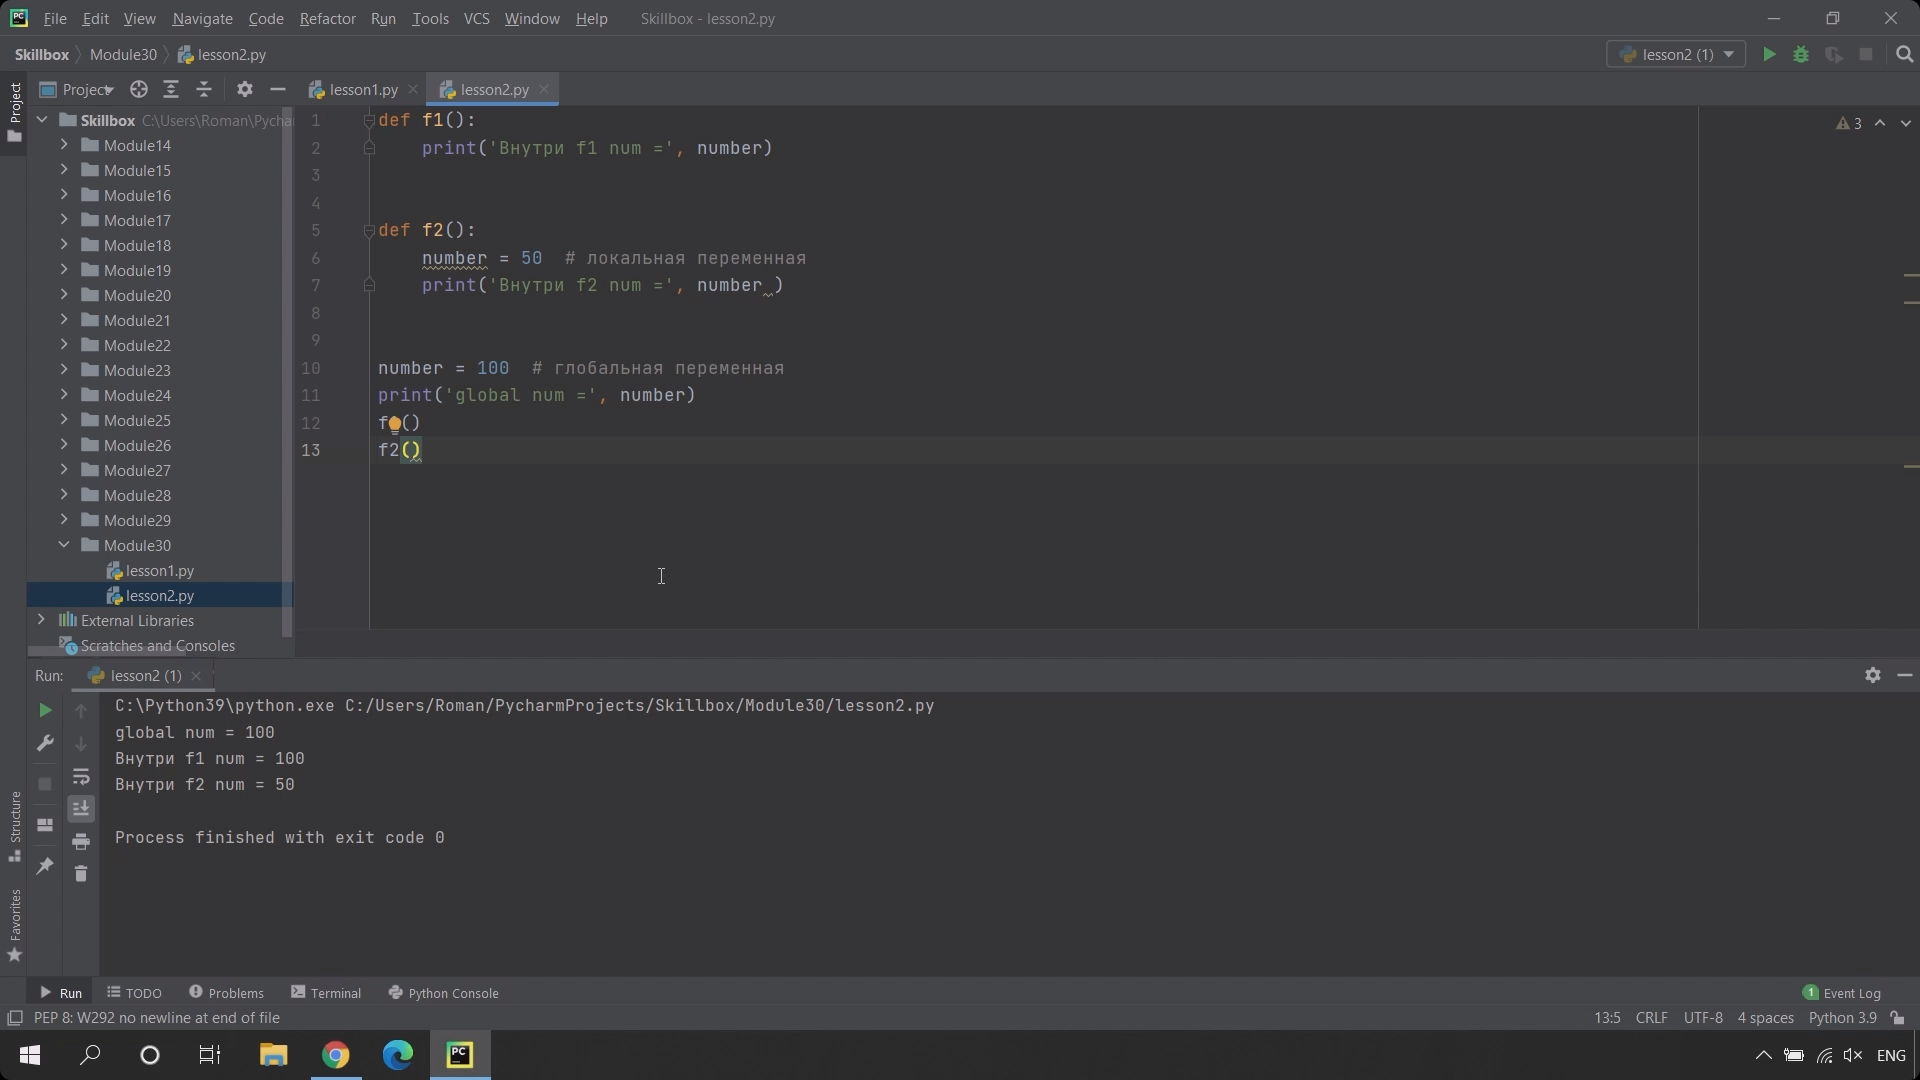 File Edit View Navigate Code Refactor Run Tools VCS Window Help Skillbox - lesson2.py
Skillbox Module30 lesson2.py lesson2 (1)
Project lesson1.py lesson2.py
Project
Skillbox C:\Users\Roman\Pycha
Module14
Module15
Module16
Module17
Module18
Module19
Module20
Module21
Module22
Module23
Module24
Module25
Module26
Module27
Module28
Module29
Module30
lesson1.py
lesson2.py
External Libraries
Scratches and Consoles
3
1 def f1():
2 print('Внутри f1 num =', number)
3
4
5 def f2():
6 number = 50  # локальная переменная
7 print('Внутри f2 num =', number )
8
9
10 number = 100  # глобальная переменная
11 print('global num =', number)
12 f ()
13 f2()
Run: lesson2 (1)
C:\Python39\python.exe C:/Users/Roman/PycharmProjects/Skillbox/Module30/lesson2.py
global num = 100
Внутри f1 num = 100
Внутри f2 num = 50
Process finished with exit code 0
Structure
Favorites
Run TODO Problems Terminal Python Console 1 Event Log
PEP 8: W292 no newline at end of file 13:5 CRLF UTF-8 4 spaces Python 3.9
PC ENG